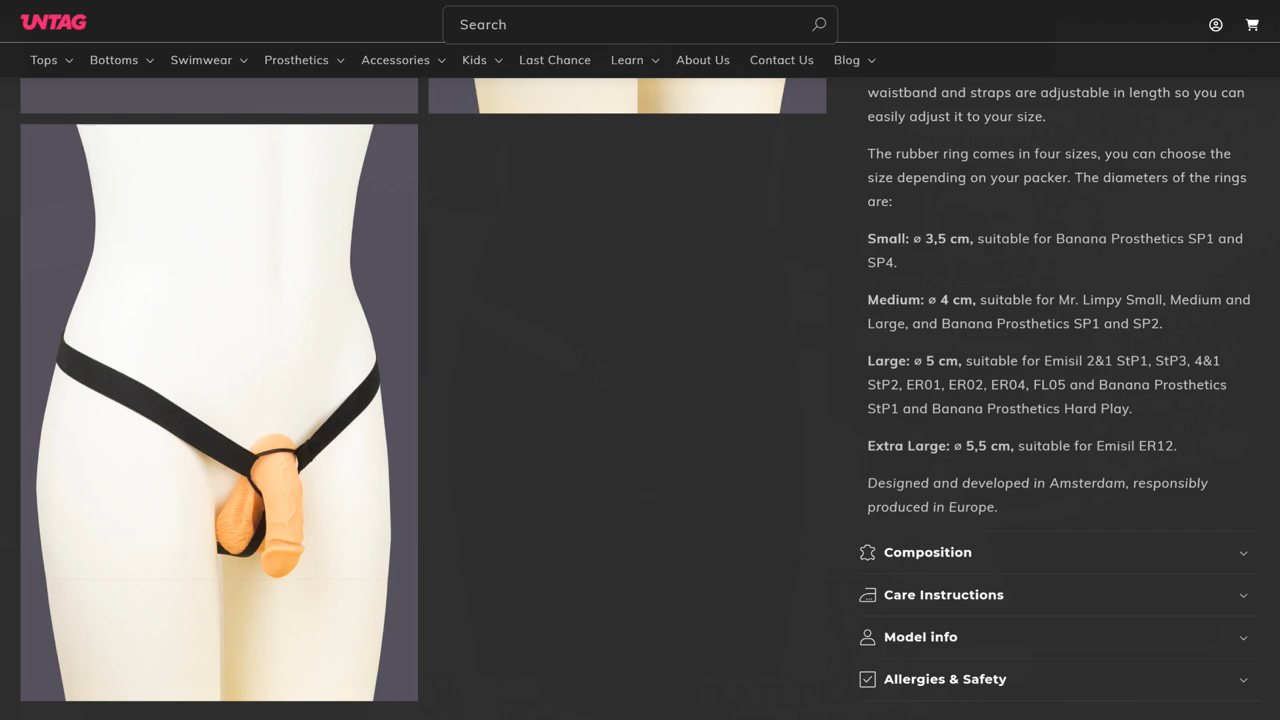 UNTAG
Search
Tops
Bottoms
Swimwear
Prosthetics
Accessories
Kids
Last Chance
Learn
About Us
Contact Us
Blog
waistband and straps are adjustable in length so you can
easily adjust it to your size.
The rubber ring comes in four sizes, you can choose the
size depending on your packer. The diameters of the rings
are:
Small: ø 3,5 cm, suitable for Banana Prosthetics SP1 and
SP4.
Medium: ø 4 cm, suitable for Mr. Limpy Small, Medium and
Large, and Banana Prosthetics SP1 and SP2.
Large: ø 5 cm, suitable for Emisil 2&1 StP1, StP3, 4&1
StP2, ER01, ER02, ER04, FL05 and Banana Prosthetics
StP1 and Banana Prosthetics Hard Play.
Extra Large: ø 5,5 cm, suitable for Emisil ER12.
Designed and developed in Amsterdam, responsibly
produced in Europe.
Composition
Care Instructions
Model info
Allergies & Safety